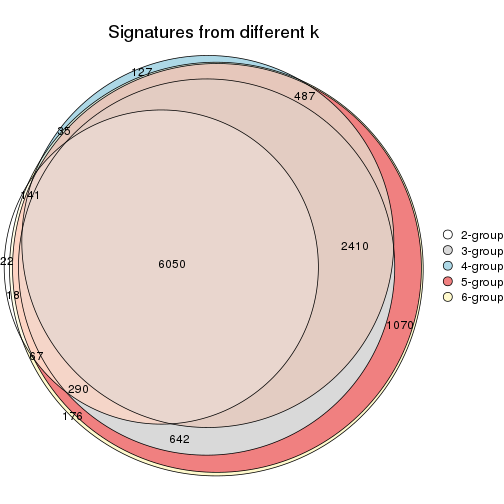 Signatures from different k
127
487
35
141
2410
6050
22
18
1070
67
290
176
642
2-group
3-group
4-group
5-group
6-group